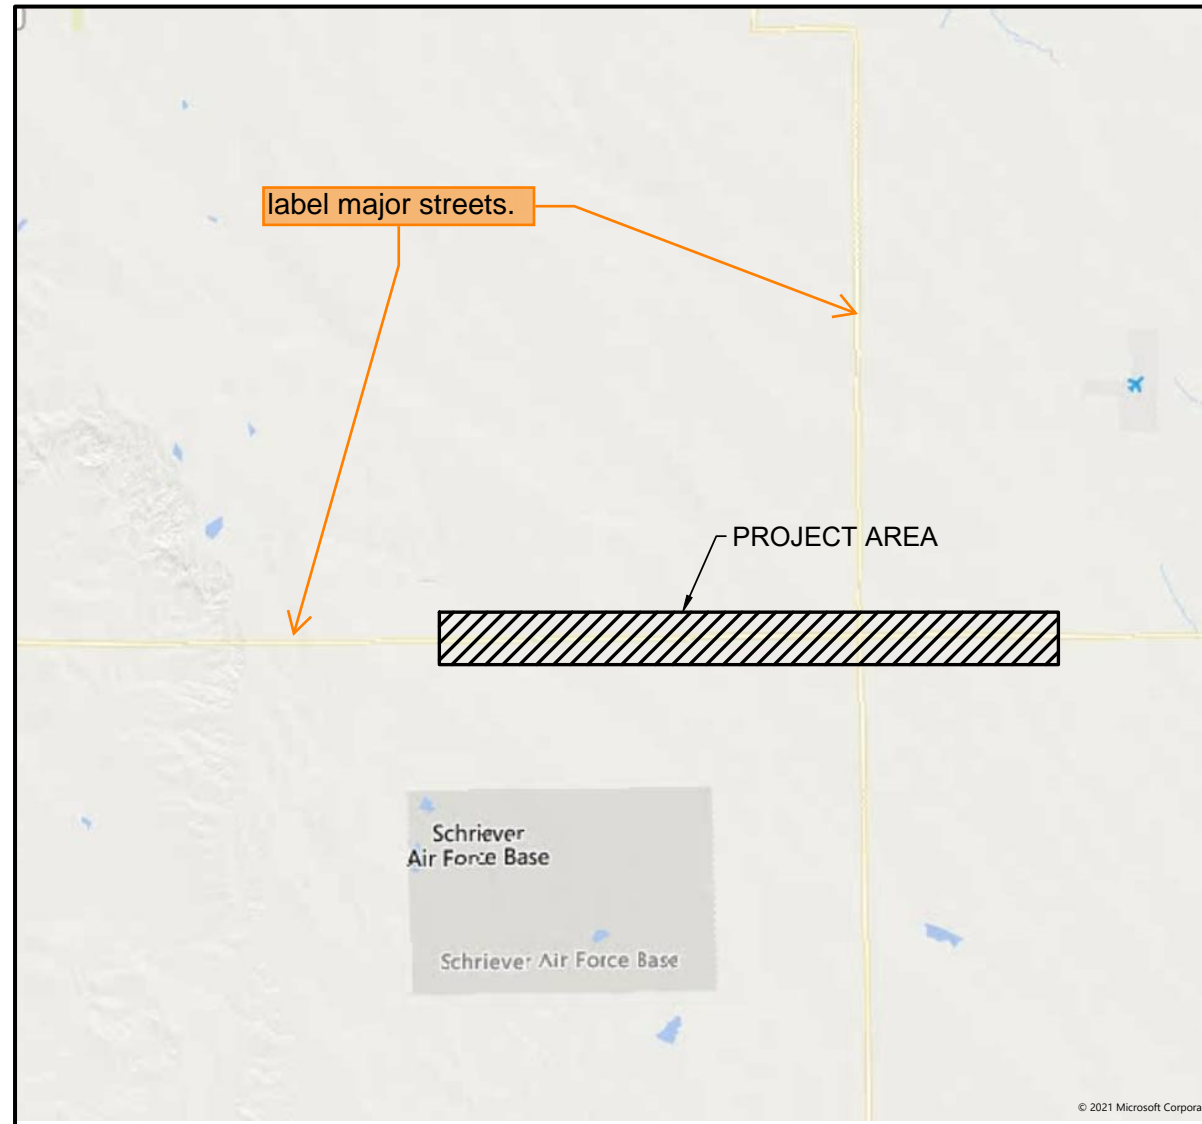 label major streets.
PROJECT AREA
Schriever
Air Force Base
Schriever Air Force Base
© 2021 Microsoft Corpora